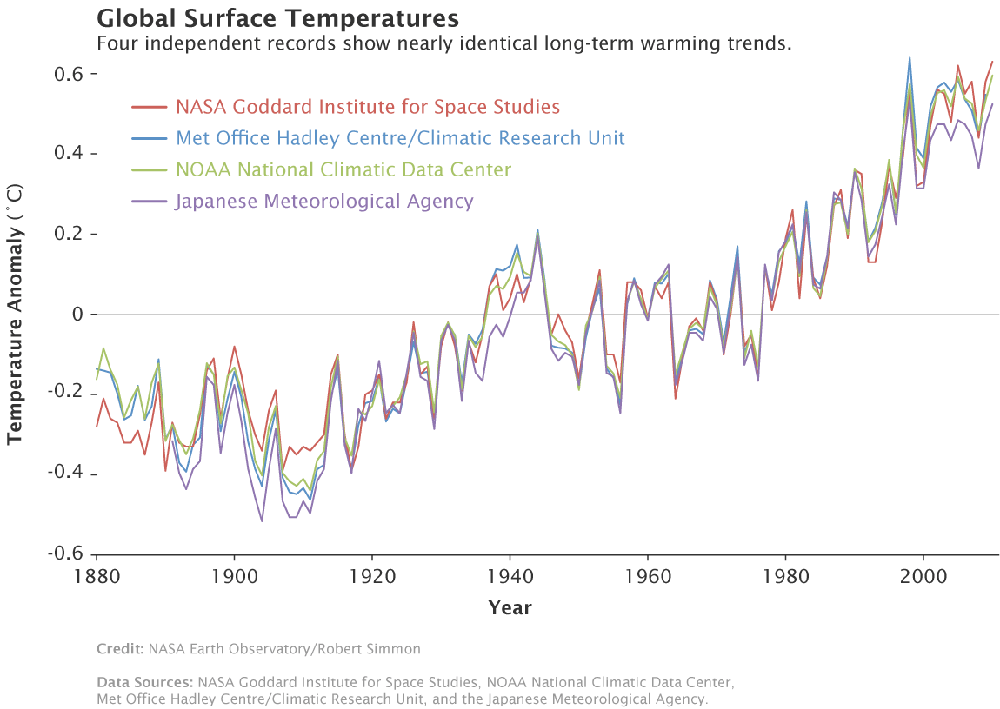 Global Surface Temperatures
Four independent records show nearly identical long-term warming trends.
0.6
NASA Goddard Institute for Space Studies
Met Office Hadley Centre/Climatic Research Unit
0.4
NOAA National Climatic Data Center
Japanese Meteorological Agency
0.2
0
-0.2
-0.4
-0.6
Temperature Anomaly (˚C)
1880 1900 1920 1940 1960 1980 2000
Year
Credit: NASA Earth Observatory/Robert Simmon
Data Sources: NASA Goddard Institute for Space Studies, NOAA National Climatic Data Center,
Met Office Hadley Centre/Climatic Research Unit, and the Japanese Meteorological Agency.